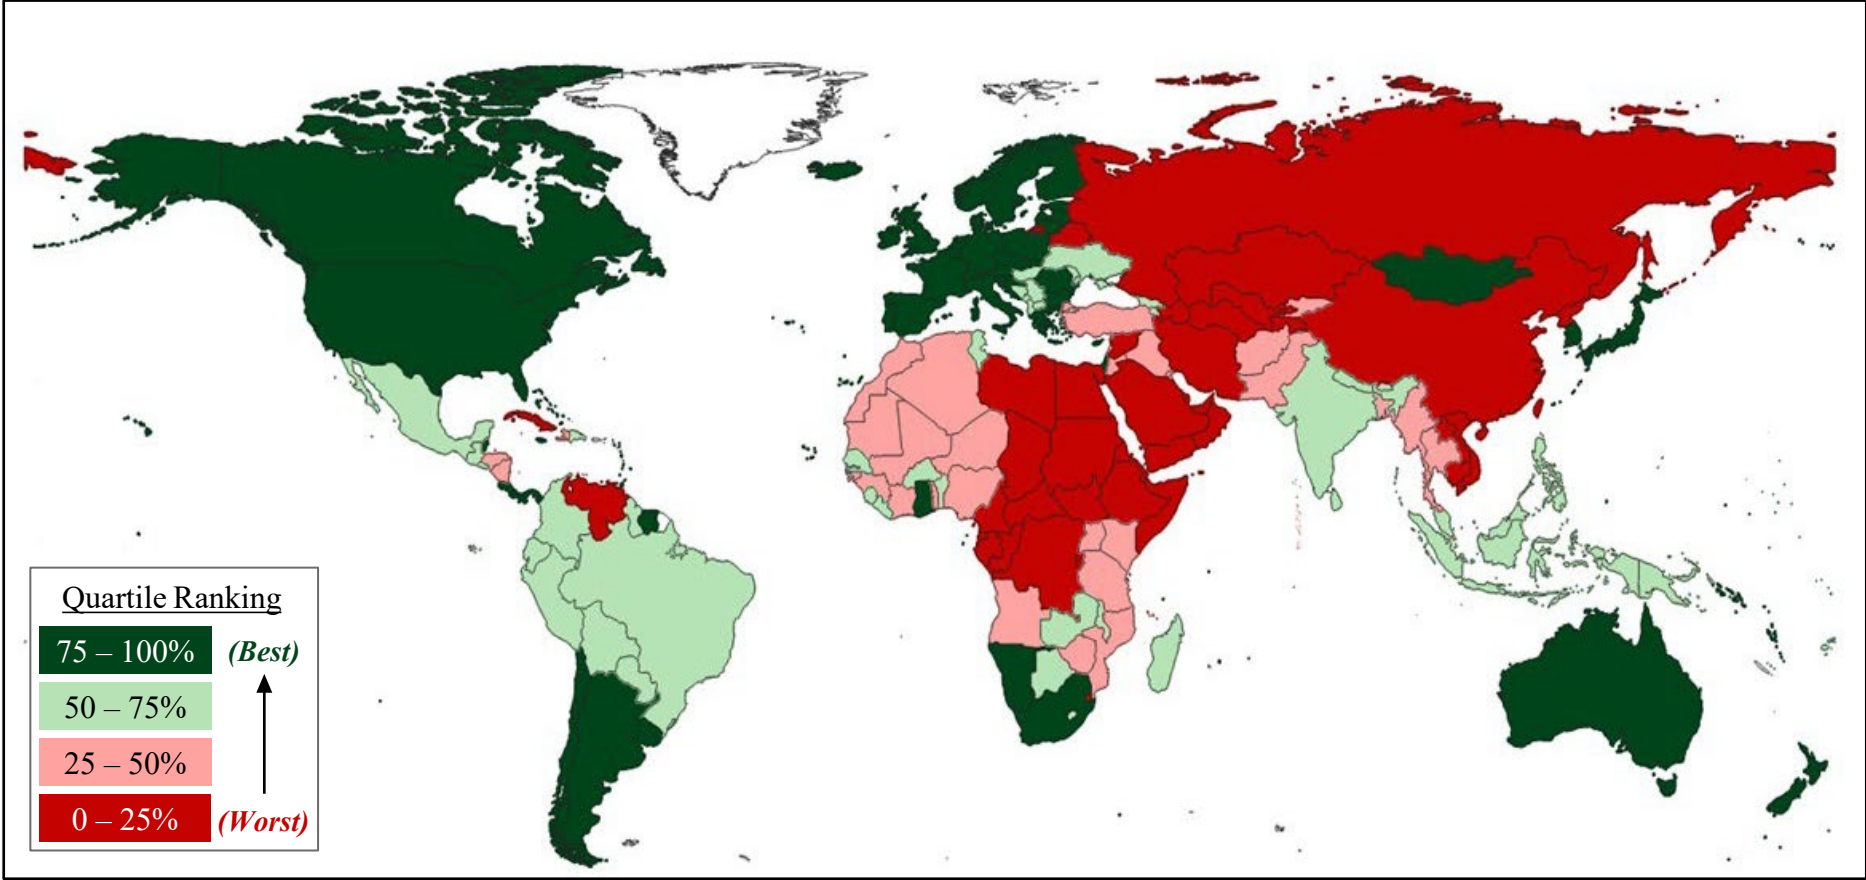 Quartile Ranking
75 – 100% (Best)
50 – 75%
25 – 50%
0 – 25% (Worst)